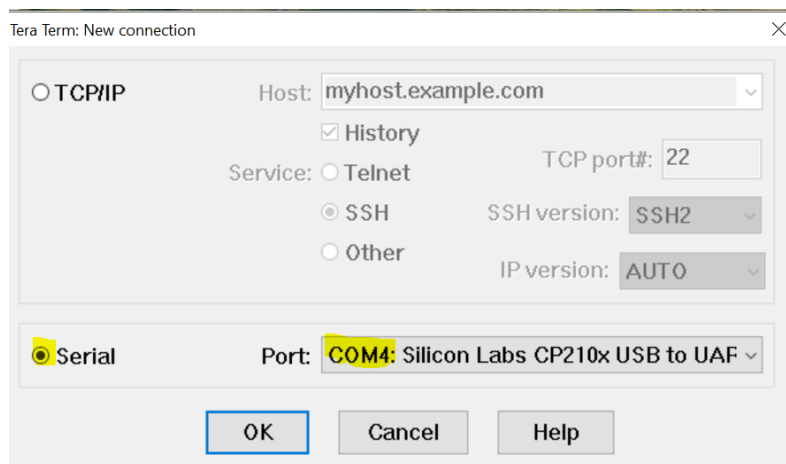 Tera Term: New connection
TCP/IP Host: myhost.example.com
History
Service: Telnet TCP port#: 22
SSH SSH version: SSH2
Other IP version: AUTO
Serial Port: COM4: Silicon Labs CP210x USB to UAR
OK Cancel Help